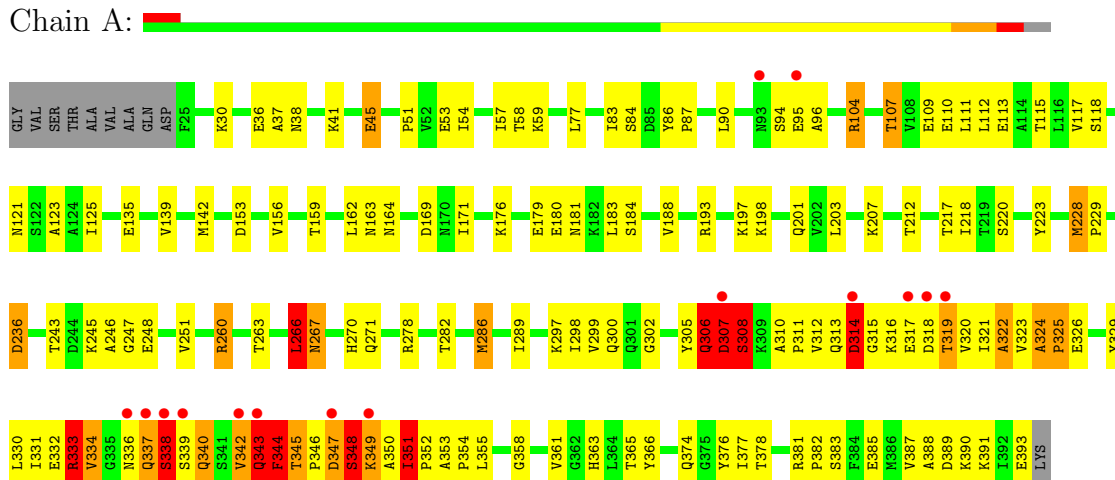 Chain A:
GLY VAL SER THR ALA VAL ALA GLN ASP F25 K30 E36 A37 N38 K41 E45 P51 V52 E53 I54 I57 T58 K59 L77 I83 S84 D85 Y86 P87 L90 N93 S94 E95 A96 R104 T107 V108 E109 E110 L111 L112 E113 A114 T115 L116 V117 S118
N121 S122 A123 A124 I125 E135 V139 M142 D153 V156 T159 L162 N163 N164 D169 N170 I171 K176 E179 E180 N181 K182 L183 S184 V188 R193 K197 K198 Q201 V202 L203 K207 T212 T217 I218 T219 S220 Y223 M228 P229
D236 T243 D244 K245 A246 G247 E248 V251 R260 T263 L266 N267 H270 Q271 R278 T282 M286 I289 K297 I298 V299 Q300 Q301 G302 Y305 Q306 D307 S308 K309 A310 P311 V312 Q313 D314 G315 K316 E317 D318 T319 V320 I321 A322 V323 A324 P325 E326
L330 I331 E332 R333 V334 G335 N336 Q337 S338 S339 Q340 S341 V342 Q343 F344 T345 P346 D347 S348 K349 A350 I351 P352 A353 P354 L355 G358 V361 G362 H363 L364 T365 Y366 Q374 G375 Y376 I377 T378 R381 P382 S383 F384 E385 M386 V387 A388 D389 K390 K391 I392 E393 LYS